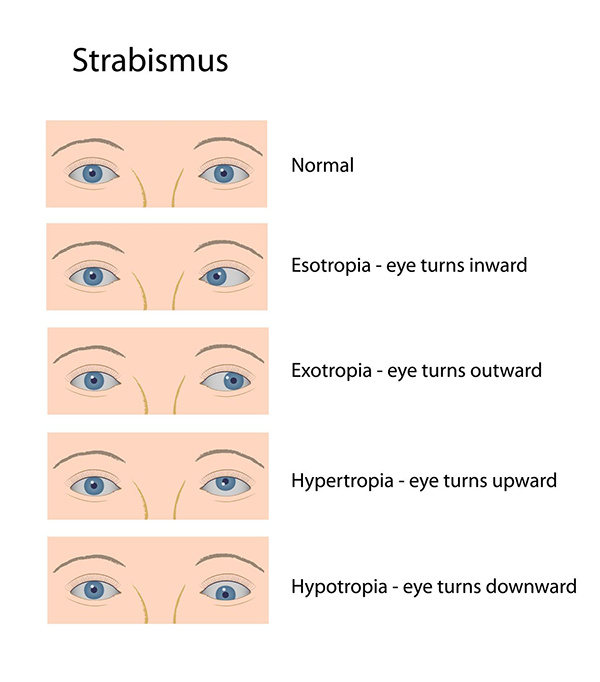 Strabismus
Normal
Esotropia - eye turns inward
Exotropia - eye turns outward
Hypertropia - eye turns upward
Hypotropia - eye turns downward